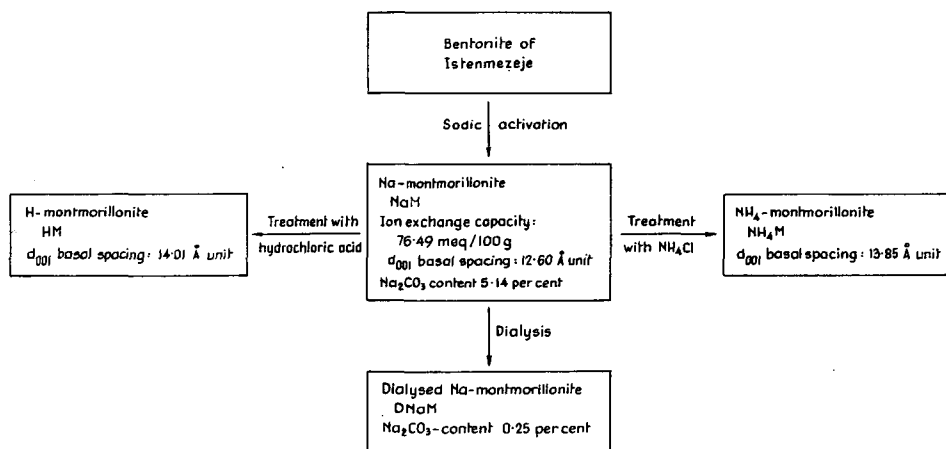 Bentonite of
Istenmezeje
Sodic activation
Na-montmorillonite
NaM
Ion exchange capacity:
76·49 meq/100g
d001 basal spacing: 12·60 Å unit
Na2CO3 content 5·14 per cent
Treatment with
hydrochloric acid
H-montmorillonite
HM
d001 basal spacing: 14·01 Å unit
Treatment
with NH4Cl
NH4-montmorillonite
NH4M
d001 basal spacing: 13·85 Å unit
Dialysis
Dialysed Na-montmorillonite
DNaM
Na2CO3-content 0·25 per cent